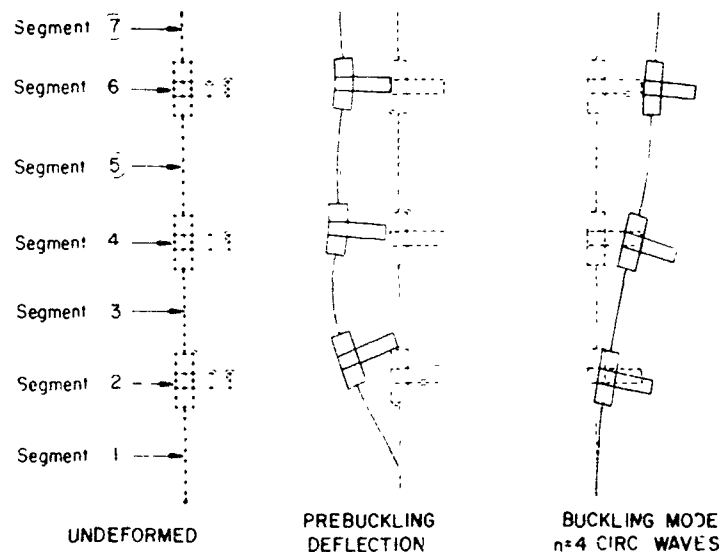 Segment 7
Segment 6
Segment 5
Segment 4
Segment 3
Segment 2
Segment 1
UNDEFORMED
PREBUCKLING
DEFLECTION
BUCKLING MODE
n=4 CIRC WAVES